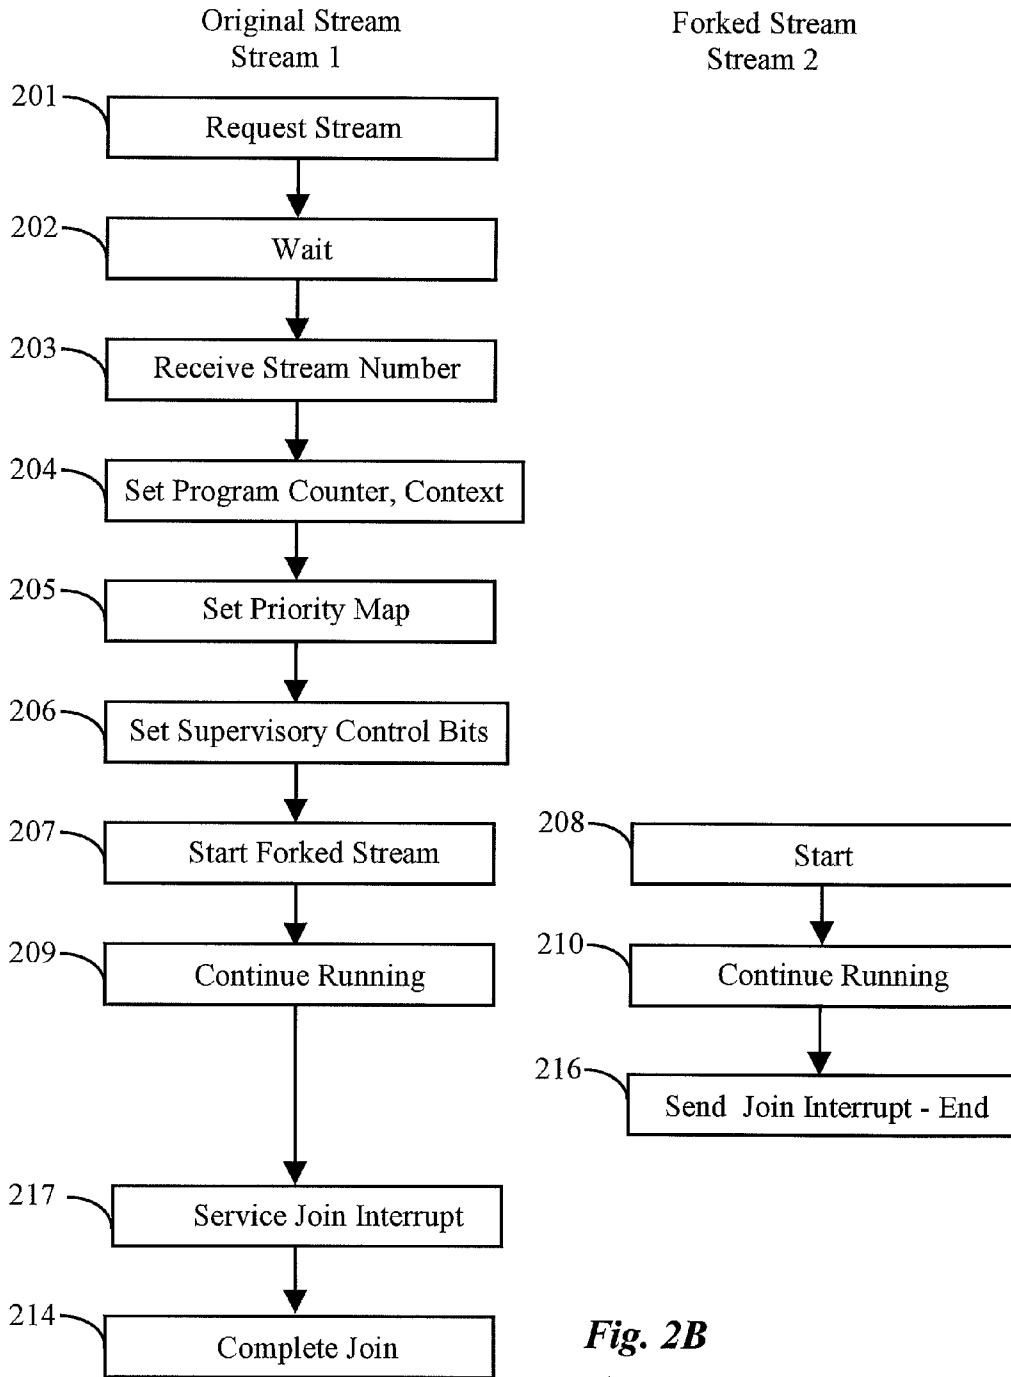 Original Stream
Stream 1
Forked Stream
Stream 2
201
Request Stream
202
Wait
203
Receive Stream Number
204
Set Program Counter, Context
205
Set Priority Map
206
Set Supervisory Control Bits
207
Start Forked Stream
208
Start
209
Continue Running
210
Continue Running
216
Send Join Interrupt - End
217
Service Join Interrupt
214
Complete Join
Fig. 2B